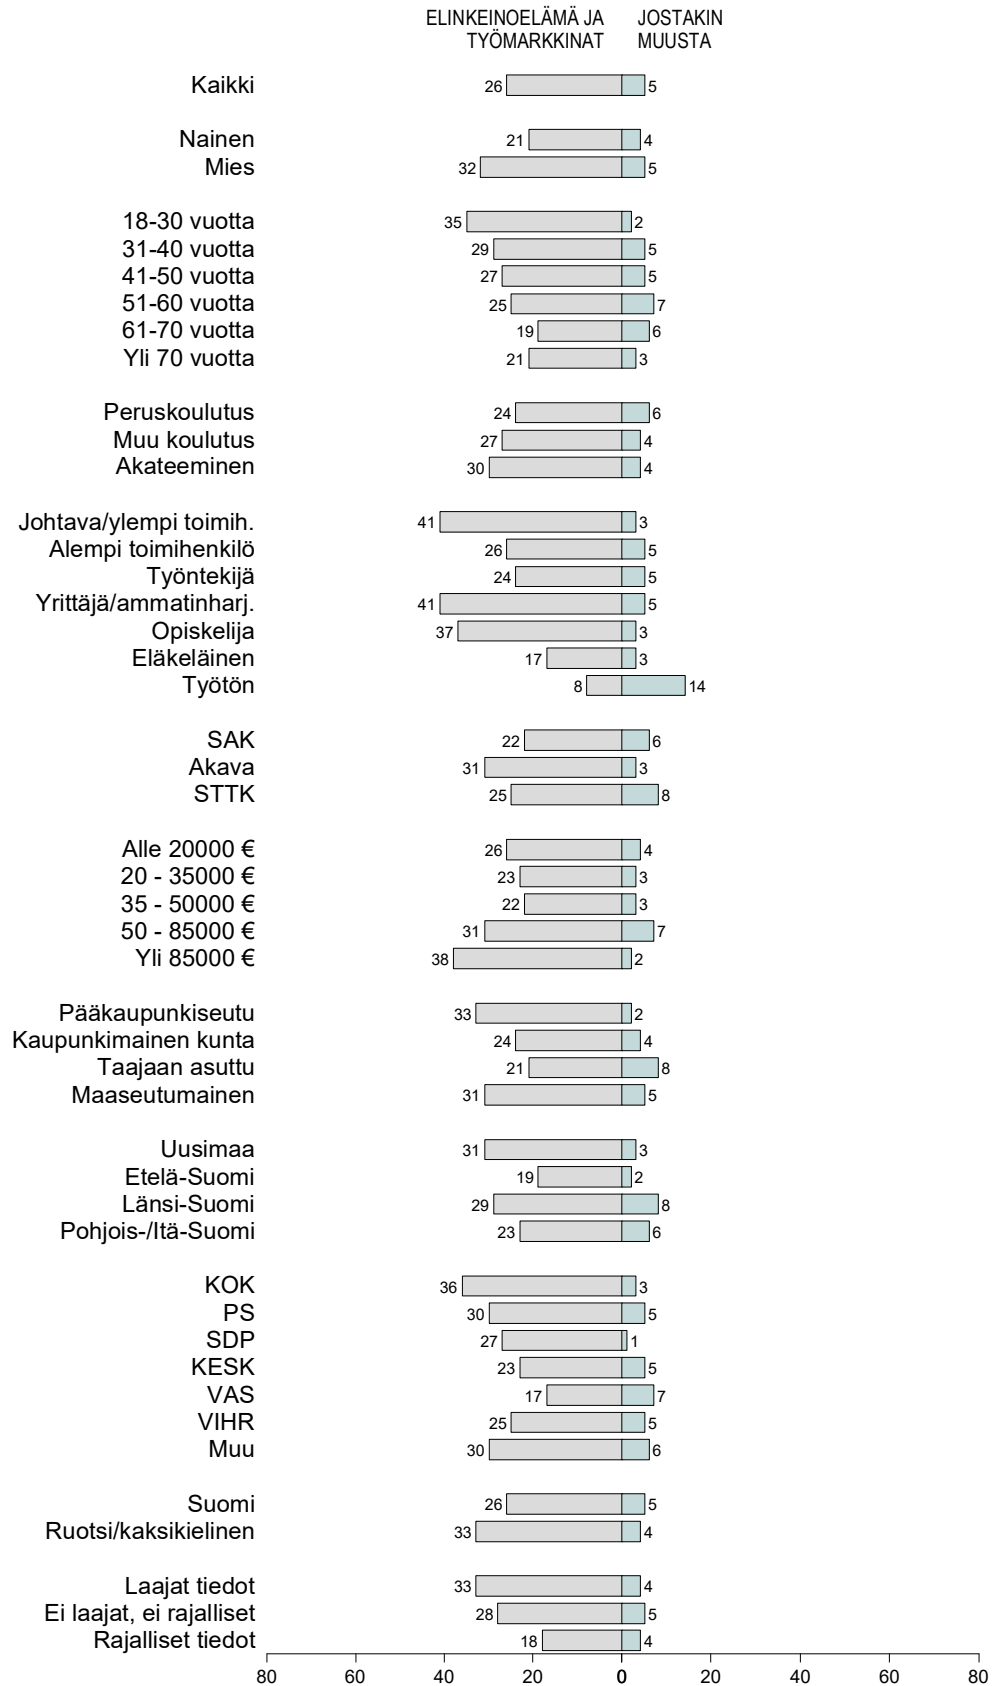 ELINKEINOELÄMÄ JA JOSTAKIN
TYÖMARKKINAT MUUSTA
Kaikki 26 5
Nainen 21 4
Mies 32 5
18-30 vuotta 35 2
31-40 vuotta 29 5
41-50 vuotta 27 5
51-60 vuotta 25 7
61-70 vuotta 19 6
Yli 70 vuotta 21 3
Peruskoulutus 24 6
Muu koulutus 27 4
Akateeminen 30 4
Johtava/ylempi toimih. 41 3
Alempi toimihenkilö 26 5
Työntekijä 24 5
Yrittäjä/ammatinharj. 41 5
Opiskelija 37 3
Eläkeläinen 17 3
Työtön 8 14
SAK 22 6
Akava 31 3
STTK 25 8
Alle 20000 € 26 4
20 - 35000 € 23 3
35 - 50000 € 22 3
50 - 85000 € 31 7
Yli 85000 € 38 2
Pääkaupunkiseutu 33 2
Kaupunkimainen kunta 24 4
Taajaan asuttu 21 8
Maaseutumainen 31 5
Uusimaa 31 3
Etelä-Suomi 19 2
Länsi-Suomi 29 8
Pohjois-/Itä-Suomi 23 6
KOK 36 3
PS 30 5
SDP 27 1
KESK 23 5
VAS 17 7
VIHR 25 5
Muu 30 6
Suomi 26 5
Ruotsi/kaksikielinen 33 4
Laajat tiedot 33 4
Ei laajat, ei rajalliset 28 5
Rajalliset tiedot 18 4
80 60 40 20 0 20 40 60 80